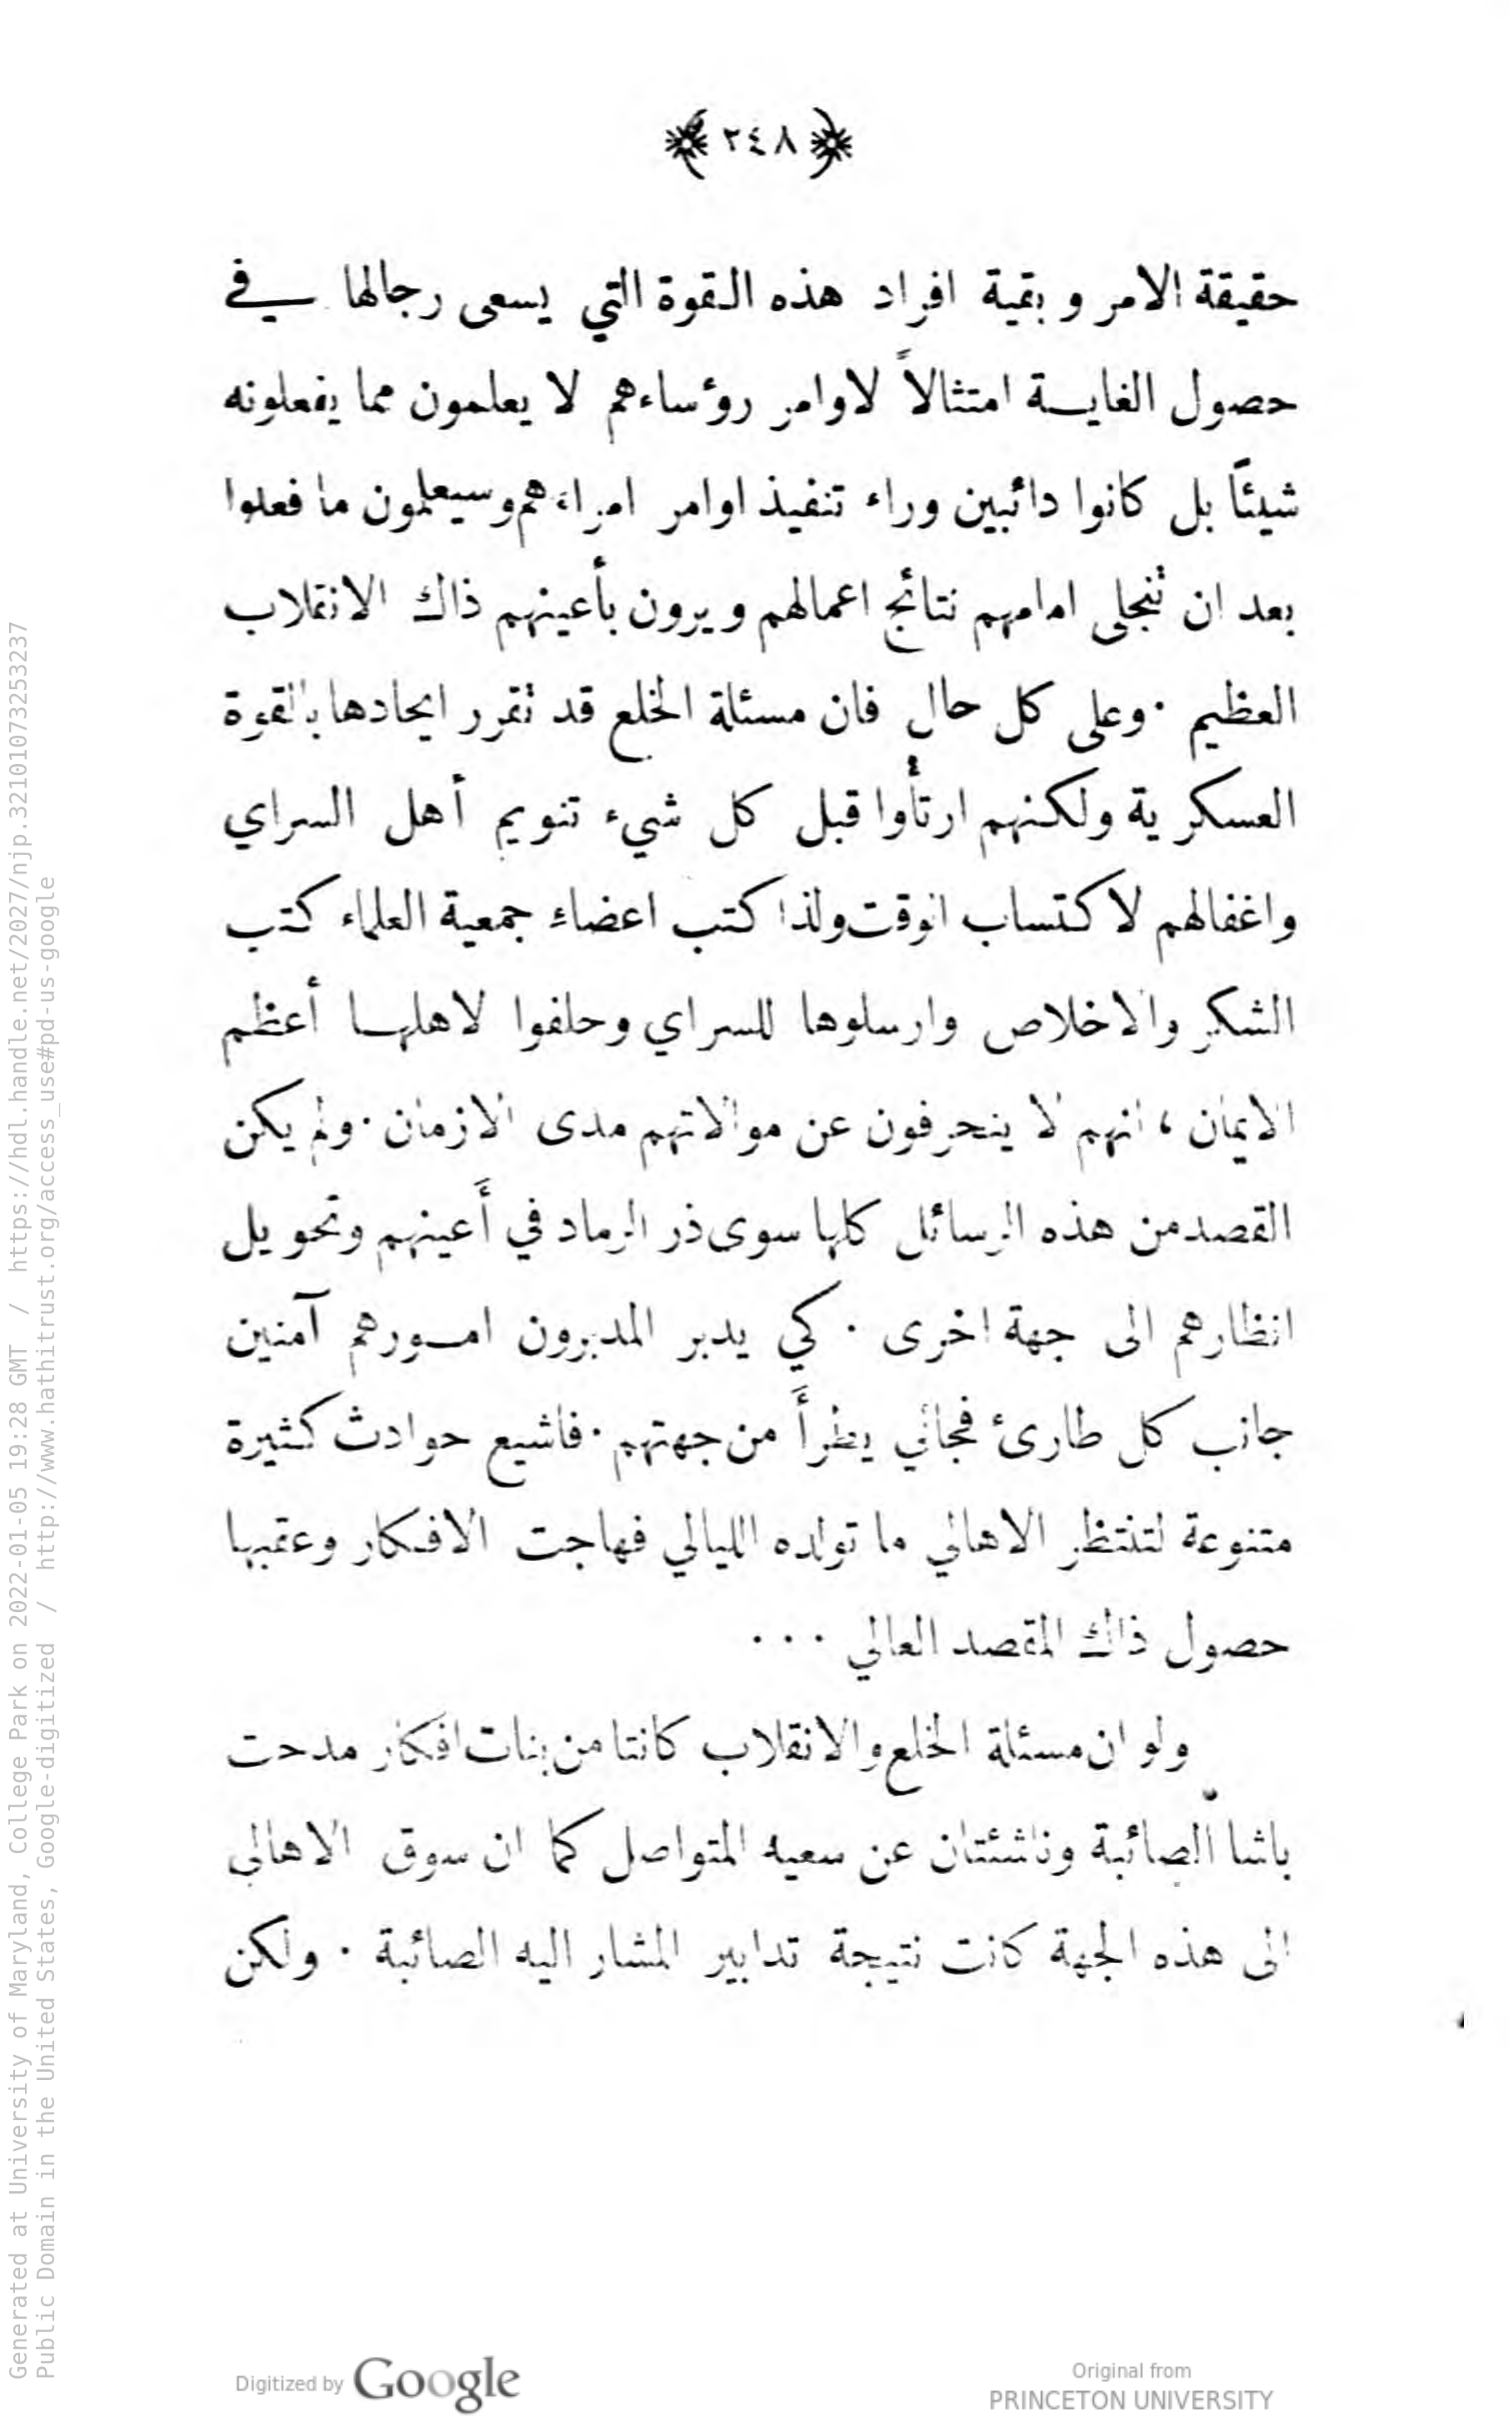 ﴿ ٢٤٨ ﴾
حقيقة الامر وبقية افراد هذه القوة التي يسعى رجالها في
حصول الغاية امتثالاً لاوامر رؤساءهم لا يعلمون مما يفعلونه
شيئًا بل كانوا دائبين وراء تنفيذ اوامر امراءهم وسيعلمون ما فعلوا
بعد ان تنجلى امامهم نتائج اعمالهم ويرون بأعينهم ذاك الانقلاب
العظيم . وعلى كل حالٍ فان مسئلة الخلع قد تقرر ايجادها بالقوة
العسكرية ولكنهم ارتأوا قبل كل شيء تنويم أهل السراي
واغفالهم لاكتساب الوقت ولذا كتب اعضاء جمعية العلماء كتب
الشكر والاخلاص وارسلوها للسراي وحلفوا لاهلها أعظم
الايمان ، انهم لا ينحرفون عن موالاتهم مدى الازمان . ولم يكن
القصد من هذه الرسائل كلها سوى ذر الرماد في أَعينهم وتحويل
انظارهم الى جهة اخرى . كي يدبر المدبرون امورهم آمنين
جانب كل طارئ فجائي يطرأَ من جهتهم . فاشيع حوادث كثيرة
متنوعة لتنتظر الاهالي ما تولده الليالي فهاجت الافكار وعقبها
حصول ذاك المقصد العالي . . .
ولو ان مسئلة الخلع والانقلاب كانتا من بنات افكار مدحت
باشا الصائبة وناشئتان عن سعيه المتواصل كما ان سوق الاهالي
الى هذه الجهة كانت نتيجة تدابير المشار اليه الصائبة . ولكن
Generated at University of Maryland, College Park on 2022-01-05 19:28 GMT / https://hdl.handle.net/2027/njp.32101073253237
Public Domain in the United States, Google-digitized / http://www.hathitrust.org/access_use#pd-us-google
Digitized by Google
Original from
PRINCETON UNIVERSITY